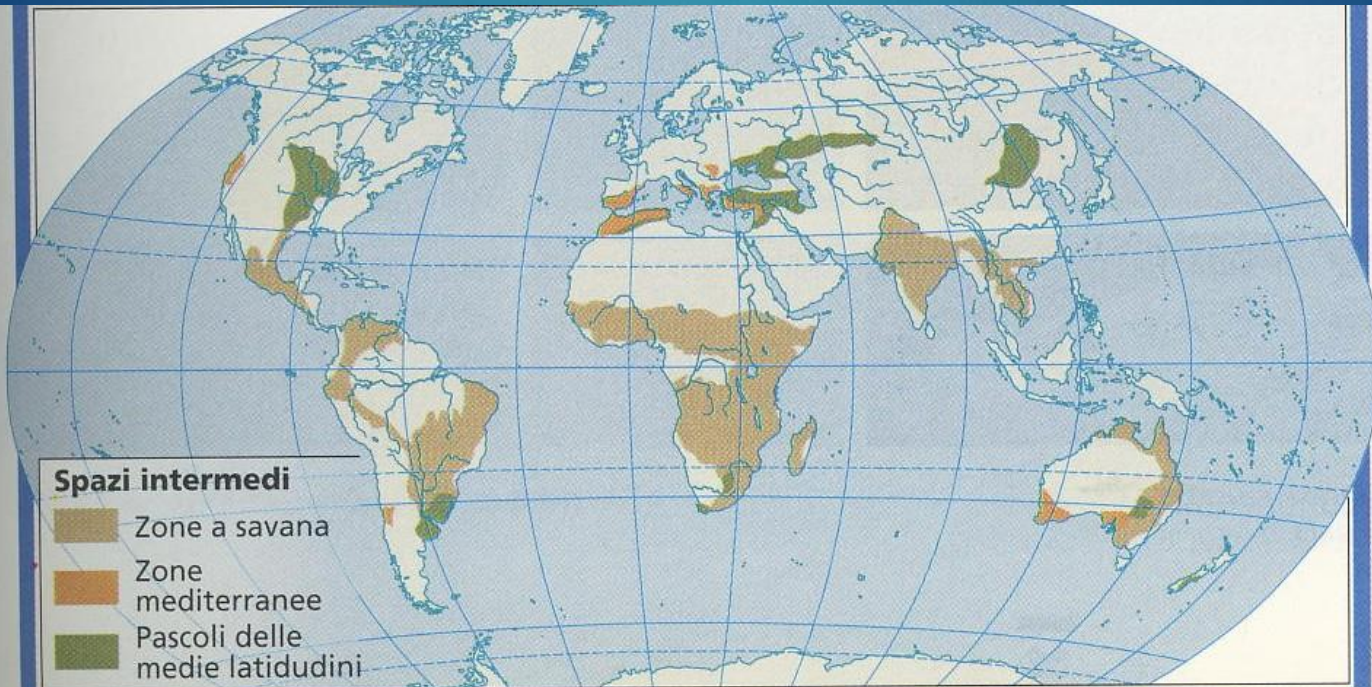 Spazi intermedi
Zone a savana
Zone
mediterranee
Pascoli delle
medie latidudini